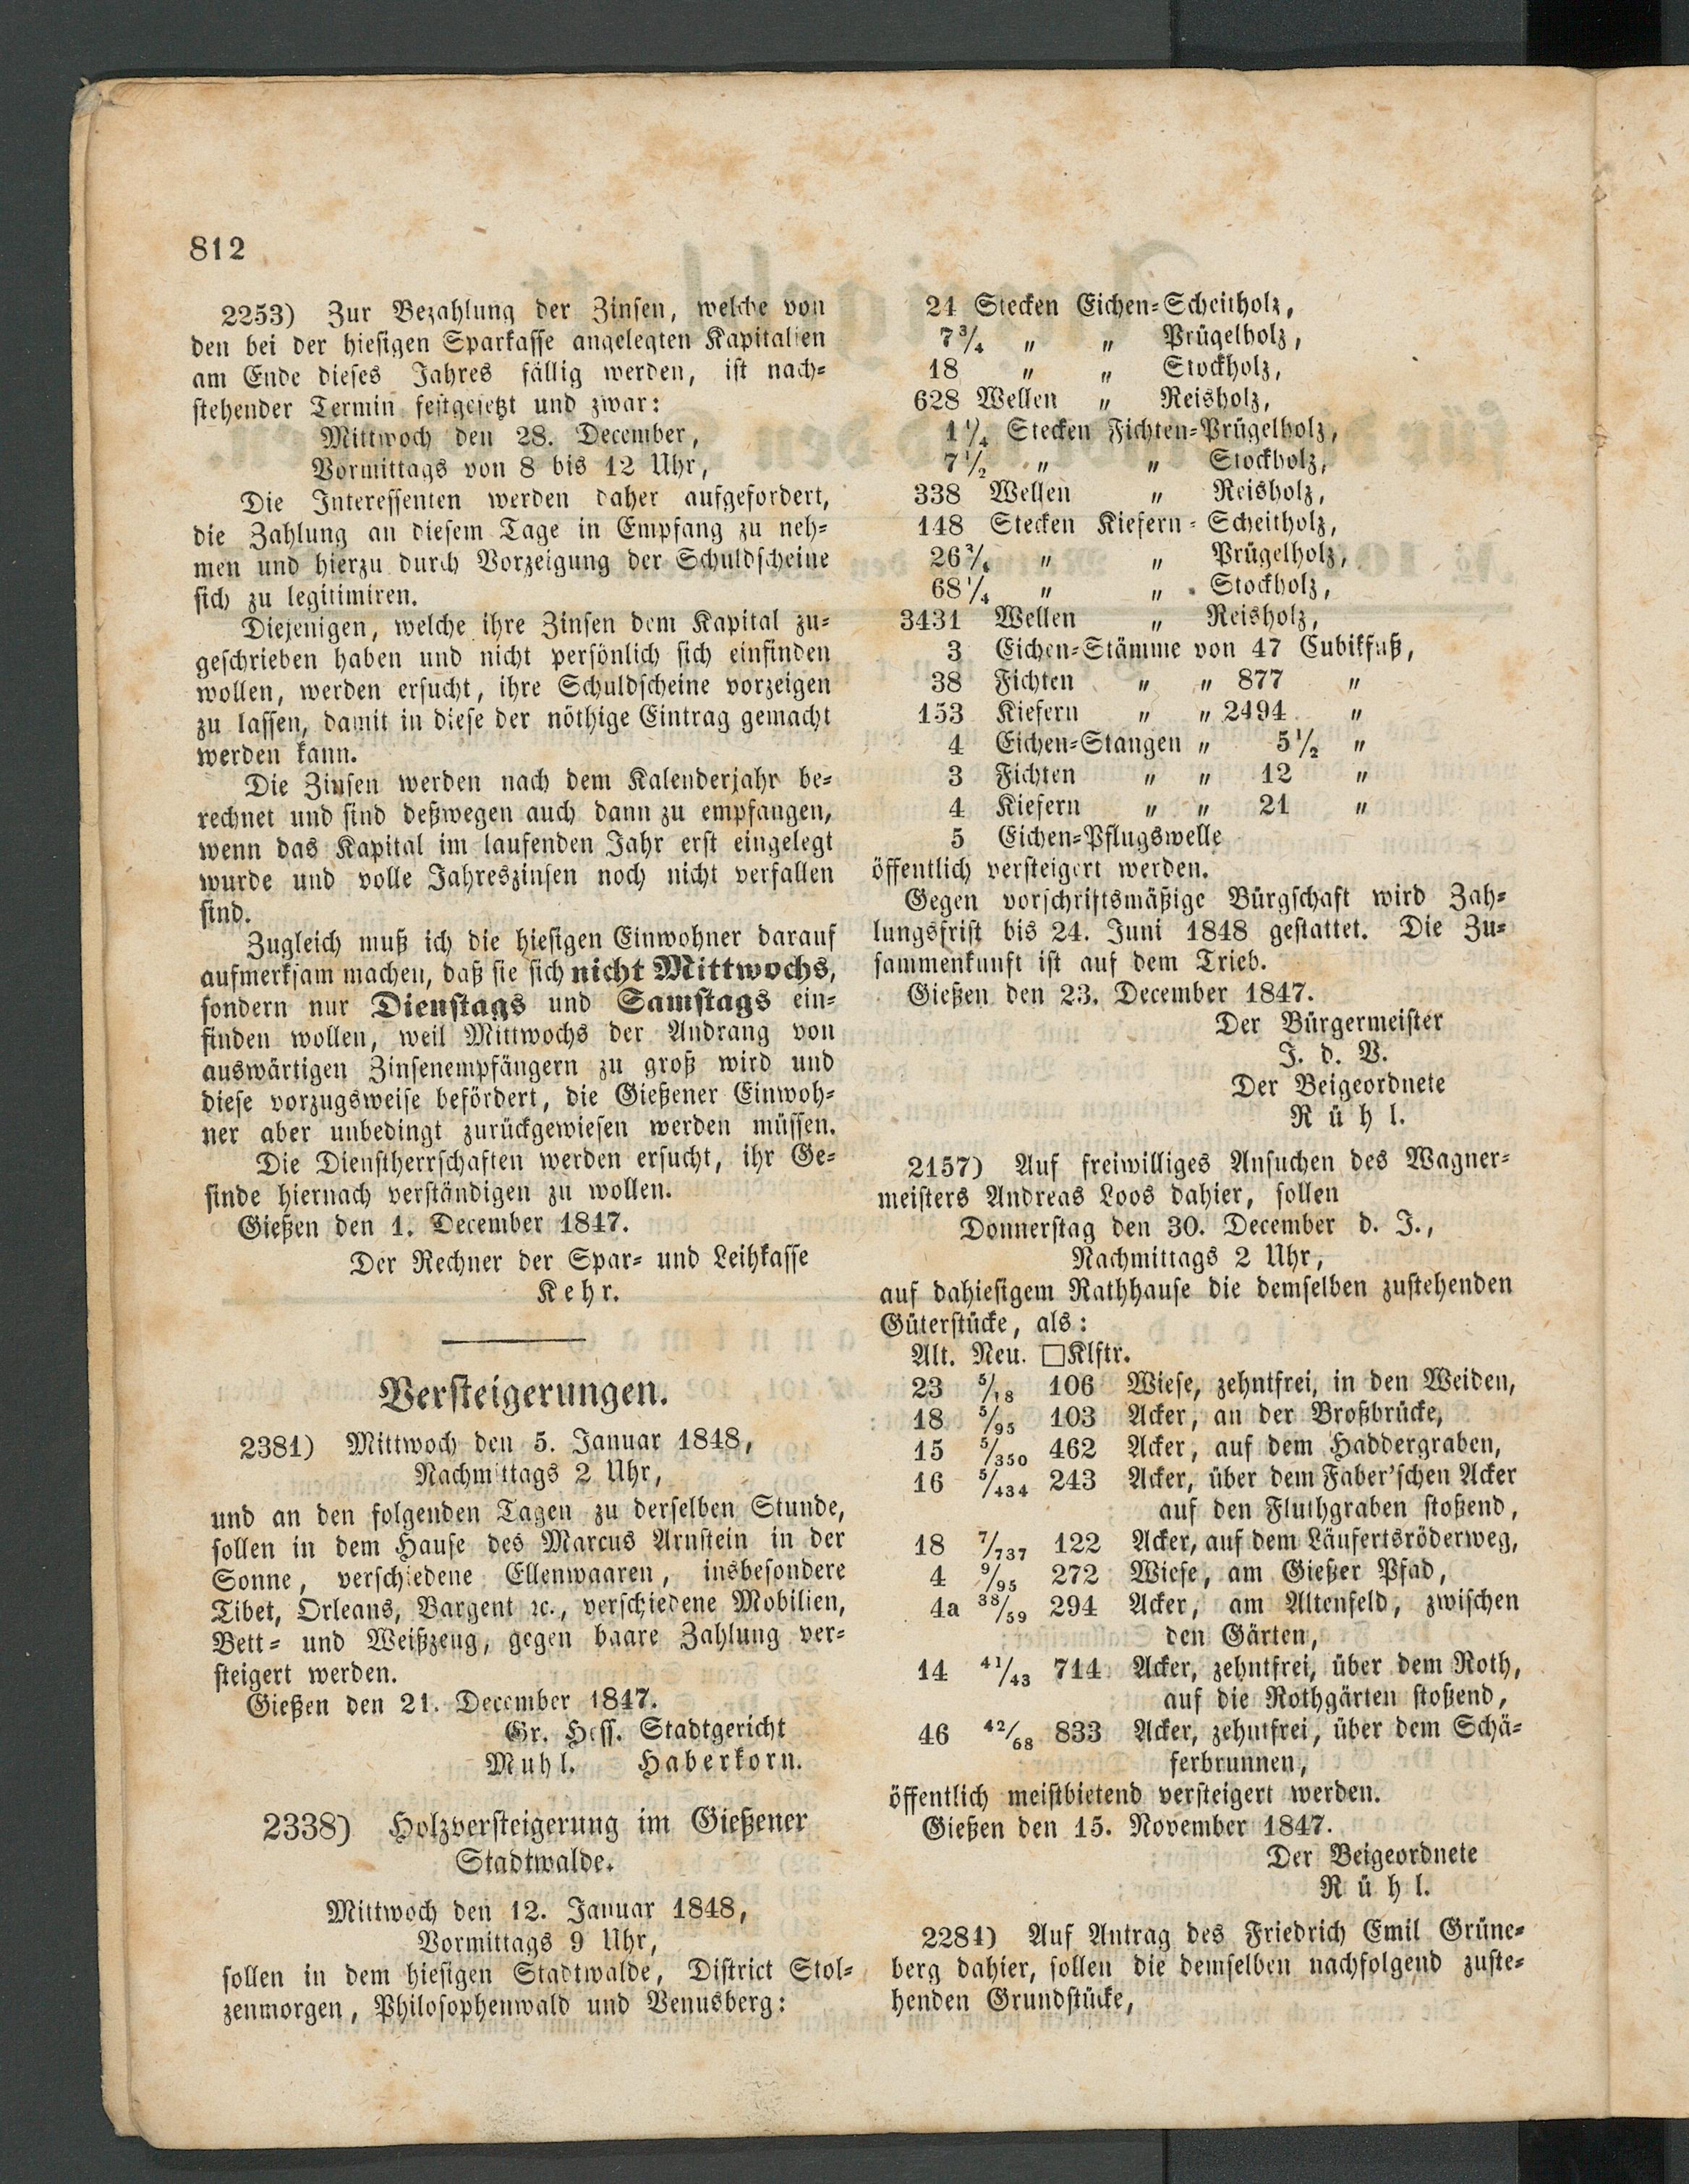 812
2253) Zur Bezahlung der Zinsen, welche von
den bei der hiesigen Sparkasse angelegten Kapitalien
am Ende dieses Jahres fällig werden, ist nach-
stehender Termin festgesetzt und zwar:
Mittwoch den 28. December,
Vormittags von 8 bis 12 Uhr,
Die Interessenten werden daher aufgefordert,
die Zahlung an diesem Tage in Empfang zu neh-
men und hierzu durch Vorzeigung der Schuldscheine
sich zu legitimiren.
Diejenigen, welche ihre Zinsen dem Kapital zu-
geschrieben haben und nicht persönlich sich einfinden
wollen, werden ersucht, ihre Schuldscheine vorzeigen
zu lassen, damit in diese der nöthige Eintrag gemacht
werden kann.
Die Zinsen werden nach dem Kalenderjahr be-
rechnet und sind deßwegen auch dann zu empfangen,
wenn das Kapital im laufenden Jahr erst eingelegt
wurde und volle Jahreszinsen noch nicht verfallen
sind.
Zugleich muß ich die hiesigen Einwohner darauf
aufmerksam machen, daß sie sich nicht Mittwochs,
sondern nur Dienstags und Samstags ein-
finden wollen, weil Mittwochs der Andrang von
auswärtigen Zinsenempfängern zu groß wird und
diese vorzugsweise befördert, die Gießener Einwoh-
ner aber unbedingt zurückgewiesen werden müssen.
Die Dienstherrschaften werden ersucht, ihr Ge-
sinde hiernach verständigen zu wollen.
Gießen den 1. December 1847.
Der Rechner der Spar- und Leihkasse
Kehr.
Versteigerungen.
2381) Mittwoch den 5. Januar 1848,
Nachmittags 2 Uhr,
und an den folgenden Tagen zu derselben Stunde,
sollen in dem Hause des Marcus Arnstein in der
Sonne, verschiedene Ellenwaaren, insbesondere
Tibet, Orleans, Bargent ꝛc., verschiedene Mobilien,
Bett- und Weißzeug, gegen baare Zahlung ver-
steigert werden.
Gießen den 21. December 1847.
Gr. Hess. Stadtgericht
Muhl. Haberkorn.
2338) Holzversteigerung im Gießener
Stadtwalde.
Mittwoch den 12. Januar 1848,
Vormittags 9 Uhr,
sollen in dem hiesigen Stadtwalde, District Stol-
zenmorgen, Philosophenwald und Venusberg:
21 Stecken Eichen-Scheitholz,
7 3/4 " " Prügelholz,
18 " " Stockholz,
628 Wellen " Reisholz,
1 1/4 Stecken Fichten-Prügelholz,
7 1/2 " " Stockholz,
338 Wellen " Reisholz,
148 Stecken Kiefern-Scheitholz,
26 3/4 " " Prügelholz,
68 1/4 " " Stockholz,
3431 Wellen " Reisholz,
3 Eichen-Stämme von 47 Cubikfuß,
38 Fichten " " 877 "
153 Kiefern " " 2494 "
4 Eichen-Stangen " 5 1/2 "
3 Fichten " " 12 "
4 Kiefern " " 21 "
5 Eichen-Pflugswelle
öffentlich versteigert werden.
Gegen vorschriftsmäßige Bürgschaft wird Zah-
lungsfrist bis 24. Juni 1848 gestattet. Die Zu-
sammenkunft ist auf dem Trieb.
Gießen den 23. December 1847.
Der Bürgermeister
J. d. V.
Der Beigeordnete
Rühl.
2157) Auf freiwilliges Ansuchen des Wagner-
meisters Andreas Loos dahier, sollen
Donnerstag den 30. December d. J.,
Nachmittags 2 Uhr,
auf dahiesigem Rathhause die demselben zustehenden
Güterstücke, als:
Alt. Neu. □Klftr.
23 5/18 106 Wiese, zehntfrei, in den Weiden,
18 5/95 103 Acker, an der Broßbrücke,
15 5/350 462 Acker, auf dem Haddergraben,
16 5/434 243 Acker, über dem Faber'schen Acker
auf den Fluthgraben stoßend,
18 7/737 122 Acker, auf dem Läufertsröderweg,
4 9/95 272 Wiese, am Gießer Pfad,
4a 38/59 294 Acker, am Altenfeld, zwischen
den Gärten,
14 41/43 714 Acker, zehntfrei, über dem Roth,
auf die Rothgärten stoßend,
46 42/68 833 Acker, zehntfrei, über dem Schä-
ferbrunnen,
öffentlich meistbietend versteigert werden.
Gießen den 15. November 1847.
Der Beigeordnete
Rühl.
2281) Auf Antrag des Friedrich Emil Grüne-
berg dahier, sollen die demselben nachfolgend zuste-
henden Grundstücke,